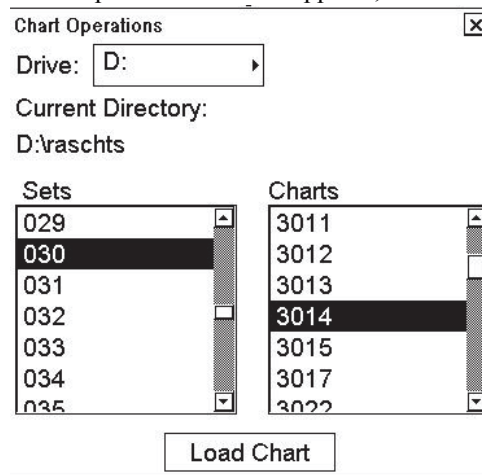 Chart Operations
Drive: D:
Current Directory:
D:\raschts
Sets
029
030
031
032
033
034
035
Charts
3011
3012
3013
3014
3015
3017
3022
Load Chart